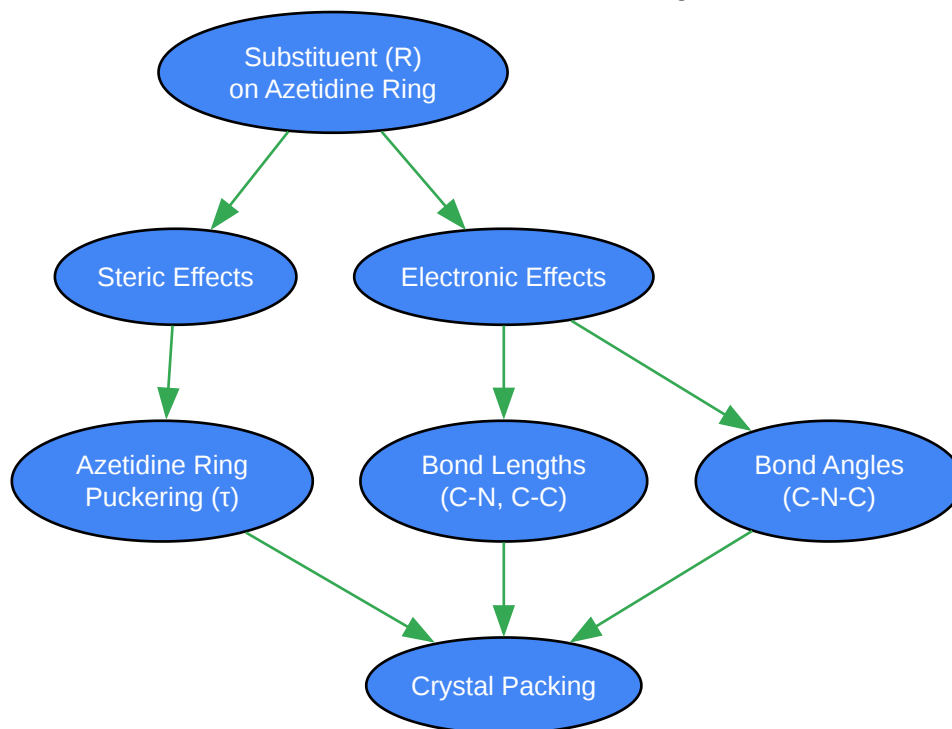 Substituent (R)
on Azetidine Ring
Steric Effects
Electronic Effects
Azetidine Ring
Puckering (τ)
Bond Lengths
(C-N, C-C)
Bond Angles
(C-N-C)
Crystal Packing